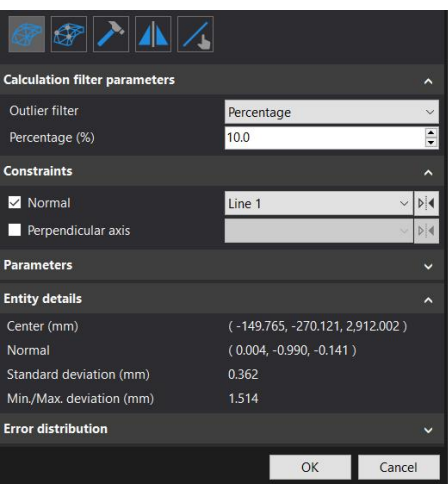 Calculation filter parameters
Outlier filter Percentage
Percentage (%) 10.0
Constraints
Normal Line 1
Perpendicular axis
Parameters
Entity details
Center (mm) ( -149.765, -270.121, 2,912.002 )
Normal ( 0.004, -0.990, -0.141 )
Standard deviation (mm) 0.362
Min./Max. deviation (mm) 1.514
Error distribution
OK Cancel